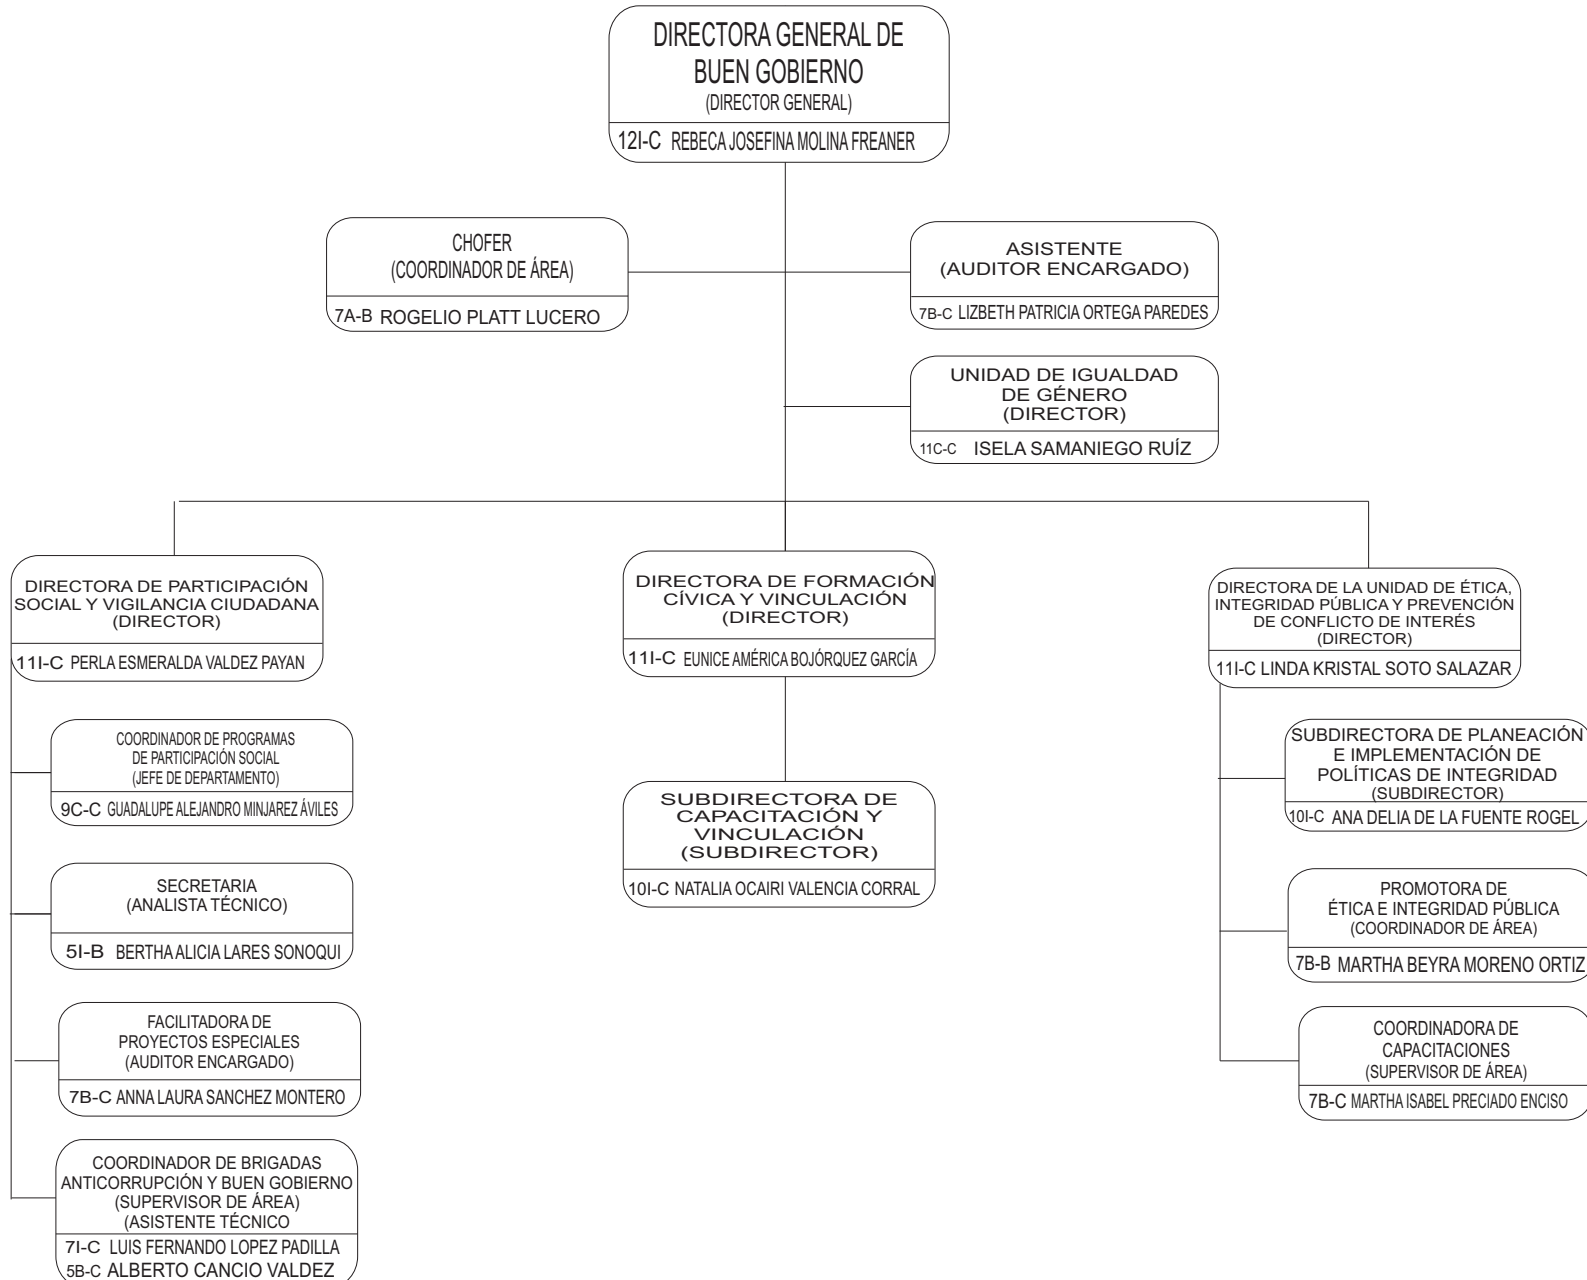 DIRECTORA GENERAL DE
BUEN GOBIERNO
(DIRECTOR GENERAL)
12I-C REBECA JOSEFINA MOLINA FREANER
CHOFER
(COORDINADOR DE ÁREA)
7A-B ROGELIO PLATT LUCERO
ASISTENTE
(AUDITOR ENCARGADO)
7B-C LIZBETH PATRICIA ORTEGA PAREDES
UNIDAD DE IGUALDAD
DE GÉNERO
(DIRECTOR)
11C-C ISELA SAMANIEGO RUÍZ
DIRECTORA DE PARTICIPACIÓN
SOCIAL Y VIGILANCIA CIUDADANA
(DIRECTOR)
11I-C PERLA ESMERALDA VALDEZ PAYAN
COORDINADOR DE PROGRAMAS
DE PARTICIPACIÓN SOCIAL
(JEFE DE DEPARTAMENTO)
9C-C GUADALUPE ALEJANDRO MINJAREZ ÁVILES
SECRETARIA
(ANALISTA TÉCNICO)
5I-B BERTHA ALICIA LARES SONOQUI
FACILITADORA DE
PROYECTOS ESPECIALES
(AUDITOR ENCARGADO)
7B-C ANNA LAURA SANCHEZ MONTERO
COORDINADOR DE BRIGADAS
ANTICORRUPCIÓN Y BUEN GOBIERNO
(SUPERVISOR DE ÁREA)
(ASISTENTE TÉCNICO
7I-C LUIS FERNANDO LOPEZ PADILLA
5B-C ALBERTO CANCIO VALDEZ
DIRECTORA DE FORMACIÓN
CÍVICA Y VINCULACIÓN
(DIRECTOR)
11I-C EUNICE AMÉRICA BOJÓRQUEZ GARCÍA
SUBDIRECTORA DE
CAPACITACIÓN Y
VINCULACIÓN
(SUBDIRECTOR)
10I-C NATALIA OCAIRI VALENCIA CORRAL
DIRECTORA DE LA UNIDAD DE ÉTICA,
INTEGRIDAD PÚBLICA Y PREVENCIÓN
DE CONFLICTO DE INTERÉS
(DIRECTOR)
11I-C LINDA KRISTAL SOTO SALAZAR
SUBDIRECTORA DE PLANEACIÓN
E IMPLEMENTACIÓN DE
POLÍTICAS DE INTEGRIDAD
(SUBDIRECTOR)
10I-C ANA DELIA DE LA FUENTE ROGEL
PROMOTORA DE
ÉTICA E INTEGRIDAD PÚBLICA
(COORDINADOR DE ÁREA)
7B-B MARTHA BEYRA MORENO ORTIZ
COORDINADORA DE
CAPACITACIONES
(SUPERVISOR DE ÁREA)
7B-C MARTHA ISABEL PRECIADO ENCISO